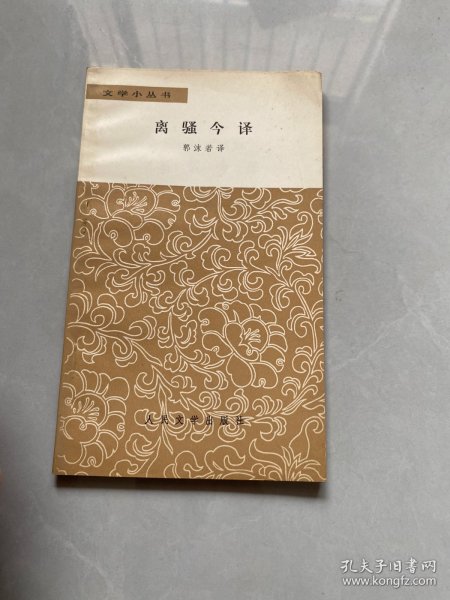 文学小丛书
离骚今译
郭沫若译
人民文学出版社
孔夫子旧书网
www.kongfz.com